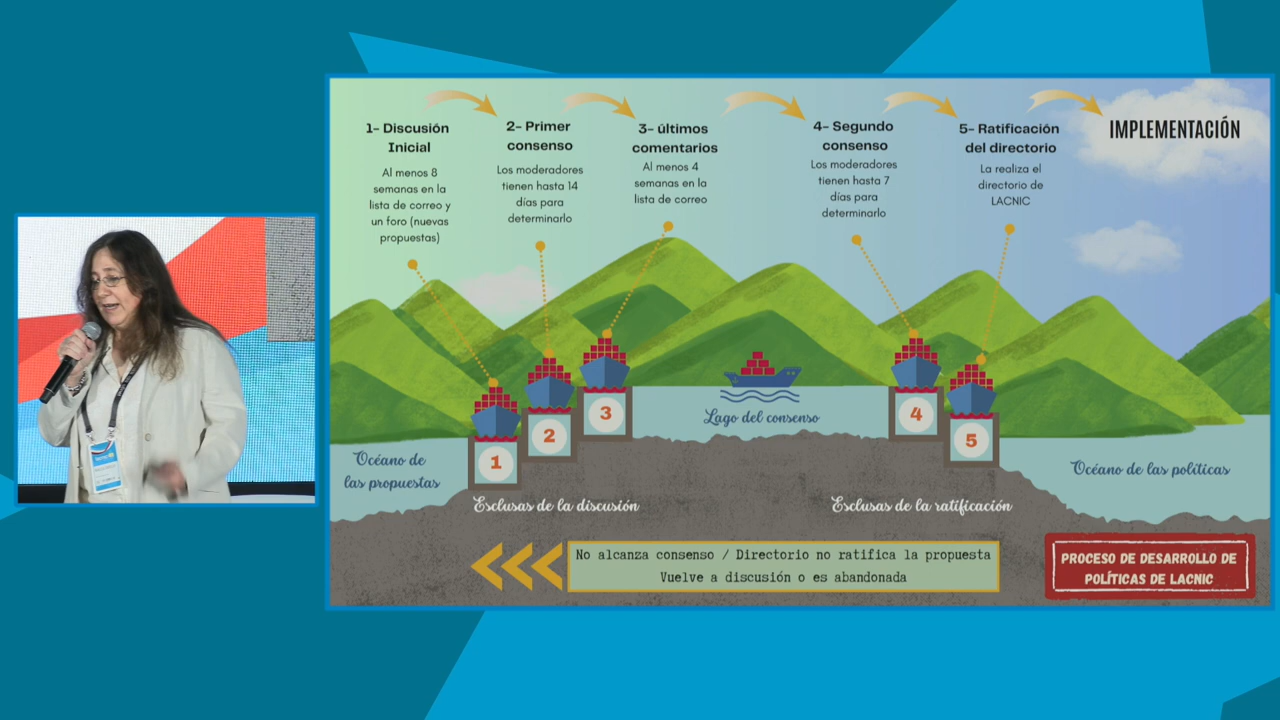 1- Discusión
Inicial
Al menos 8
semanas en la
lista de correo y
un foro (nuevas
propuestas)
2- Primer
consenso
Los moderadores
tienen hasta 14
días para
determinarlo
3- últimos
comentarios
Al menos 4
semanas en la
lista de correo
4- Segundo
consenso
Los moderadores
tienen hasta 7
días para
determinarlo
5- Ratificación
del directorio
La realiza el
directorio de
LACNIC
IMPLEMENTACIÓN
1
2
3
4
5
Lago del consenso
Océano de
las propuestas
Océano de las políticas
Esclusas de la discusión
Esclusas de la ratificación
No alcanza consenso / Directorio no ratifica la propuesta
Vuelve a discusión o es abandonada
PROCESO DE DESARROLLO DE
POLÍTICAS DE LACNIC